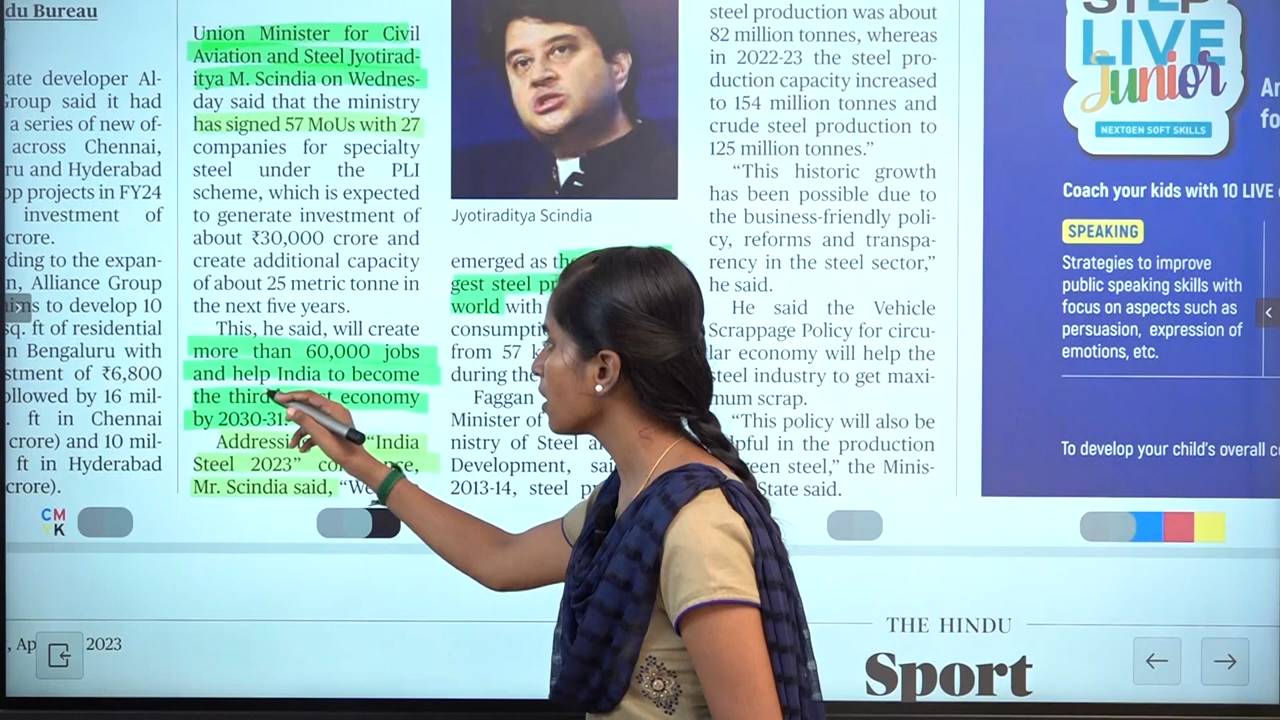 du Bureau
ate developer Al-
Group said it had
a series of new of-
across Chennai,
ru and Hyderabad
op projects in FY24
investment of
crore.
rding to the expan-
n, Alliance Group
ns to develop 10
sq. ft of residential
n Bengaluru with
stment of ₹6,800
ollowed by 16 mil-
ft in Chennai
crore) and 10 mil-
ft in Hyderabad
crore).
Union Minister for Civil
Aviation and Steel Jyotirad-
itya M. Scindia on Wednes-
day said that the ministry
has signed 57 MoUs with 27
companies for specialty
steel under the PLI
scheme, which is expected
to generate investment of
about ₹30,000 crore and
create additional capacity
of about 25 metric tonne in
the next five years.
This, he said, will create
more than 60,000 jobs
and help India to become
the third economy
by 2030-31.
Addressi “India
Steel 2023” co ce,
Mr. Scindia said, “We
Jyotiraditya Scindia
emerged as the
gest steel pr
world with
consumpti
from 57 k
during the
Faggan
Minister of
nistry of Steel a
Development, sai
2013-14, steel pr
steel production was about
82 million tonnes, whereas
in 2022-23 the steel pro-
duction capacity increased
to 154 million tonnes and
crude steel production to
125 million tonnes.”
“This historic growth
has been possible due to
the business-friendly poli-
cy, reforms and transpa-
rency in the steel sector,”
he said.
He said the Vehicle
Scrappage Policy for circu-
lar economy will help the
steel industry to get maxi-
mum scrap.
“This policy will also be
lpful in the production
reen steel,” the Minis-
State said.
STEP
LIVE
Junior
NEXTGEN SOFT SKILLS
Ar
fo
Coach your kids with 10 LIVE
SPEAKING
Strategies to improve
public speaking skills with
focus on aspects such as
persuasion, expression of
emotions, etc.
To develop your child's overall c
CM
YK
, Ap 2023
THE HINDU
Sport